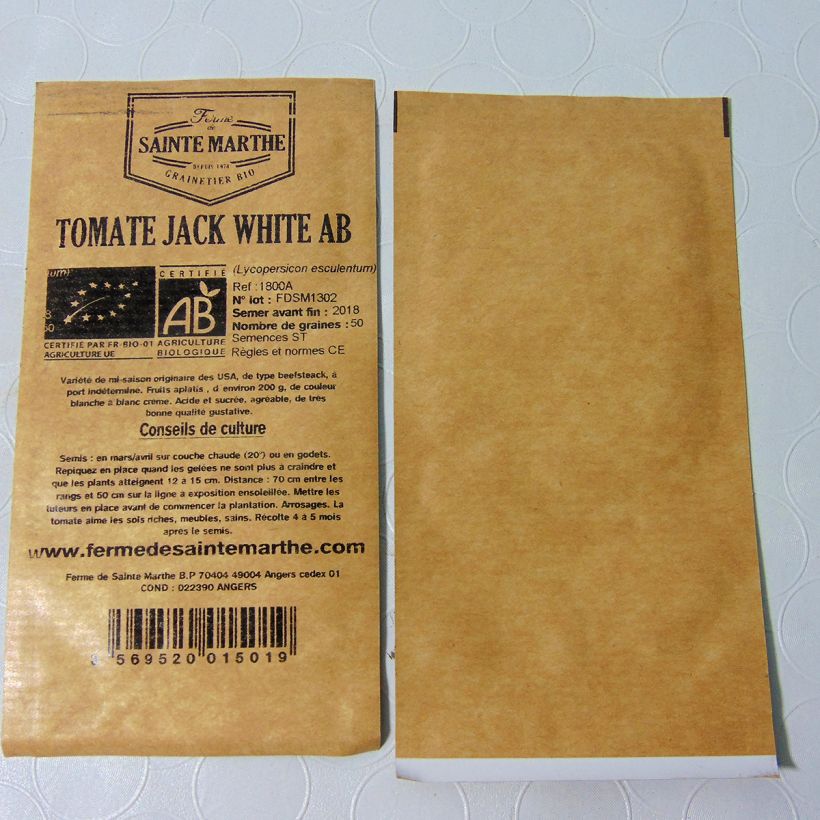 Ferme
de
SAINTE MARTHE
DEPUIS 1974
GRAINETIER BIO
TOMATE JACK WHITE AB
CERTIFIÉ
AB
AGRICULTURE
BIOLOGIQUE
CERTIFIÉ PAR FR-BIO-01
AGRICULTURE UE
(Lycopersicon esculentum)
Ref : 1800A
N° lot : FDSM1302
Semer avant fin : 2018
Nombre de graines : 50
Semences ST
Règles et normes CE
Variété de mi-saison originaire des USA, de type beefsteack, à
port indéterminé. Fruits aplatis , d environ 200 g, de couleur
blanche à blanc crème. Acide et sucrée, agréable, de très
bonne qualité gustative.
Conseils de culture
Semis : en mars/avril sur couche chaude (20°) ou en godets.
Repiquez en place quand les gelées ne sont plus à craindre et
que les plants atteignent 12 à 15 cm. Distance : 70 cm entre les
rangs et 50 cm sur la ligne à exposition ensoleillée. Mettre les
tuteurs en place avant de commencer la plantation. Arrosages. La
tomate aime les sols riches, meubles, sains. Récolte 4 à 5 mois
après le semis.
www.fermedesaintemarthe.com
Ferme de Sainte Marthe B.P 70404 49004 Angers cedex 01
COND : 022390 ANGERS
569520 015019